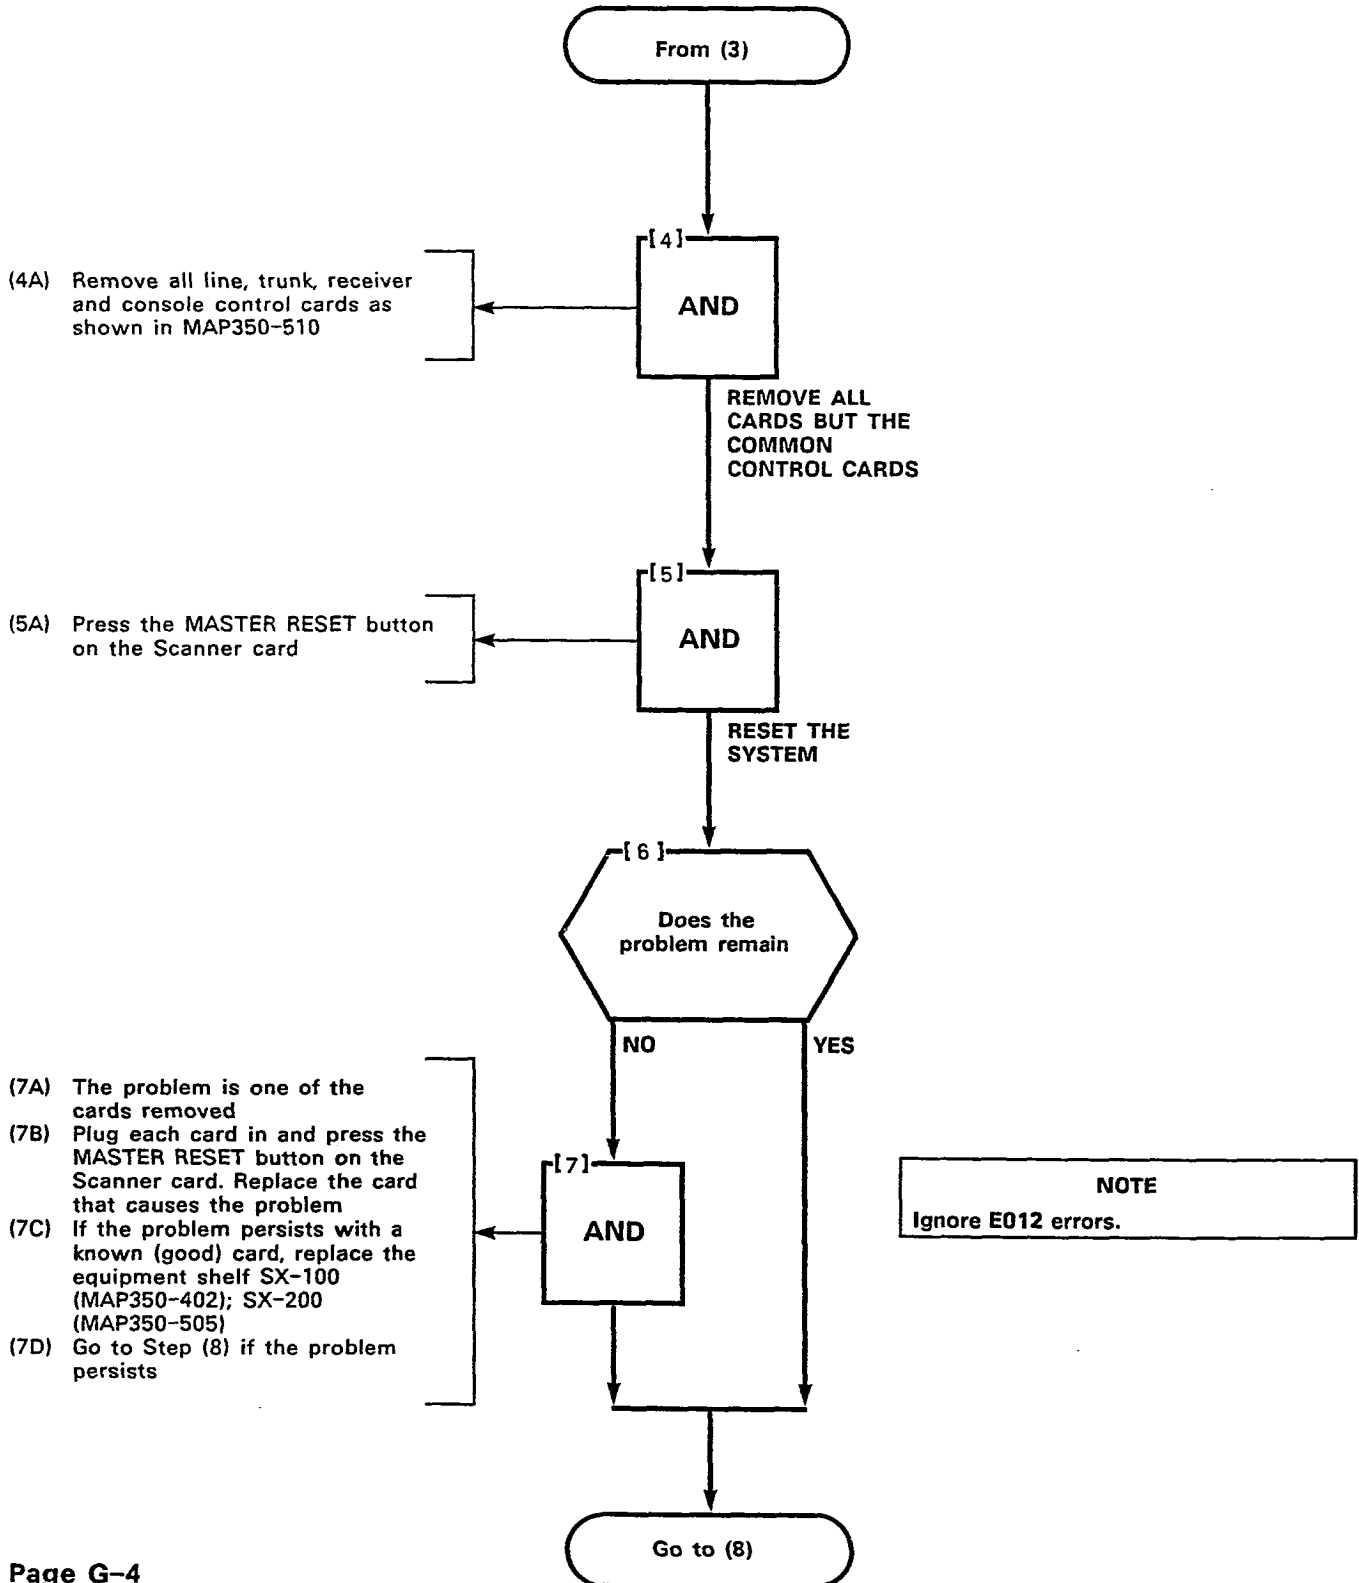 From (3)
[4]
(4A) Remove all line, trunk, receiver
and console control cards as
shown in MAP350-510
AND
REMOVE ALL
CARDS BUT THE
COMMON
CONTROL CARDS
[5]
(5A) Press the MASTER RESET button
on the Scanner card
AND
RESET THE
SYSTEM
[6]
Does the
problem remain
NO
YES
(7A) The problem is one of the
cards removed
(7B) Plug each card in and press the
MASTER RESET button on the
Scanner card. Replace the card
that causes the problem
(7C) If the problem persists with a
known (good) card, replace the
equipment shelf SX-100
(MAP350-402); SX-200
(MAP350-505)
(7D) Go to Step (8) if the problem
persists
[7]
AND
NOTE
Ignore E012 errors.
Go to (8)
Page G-4